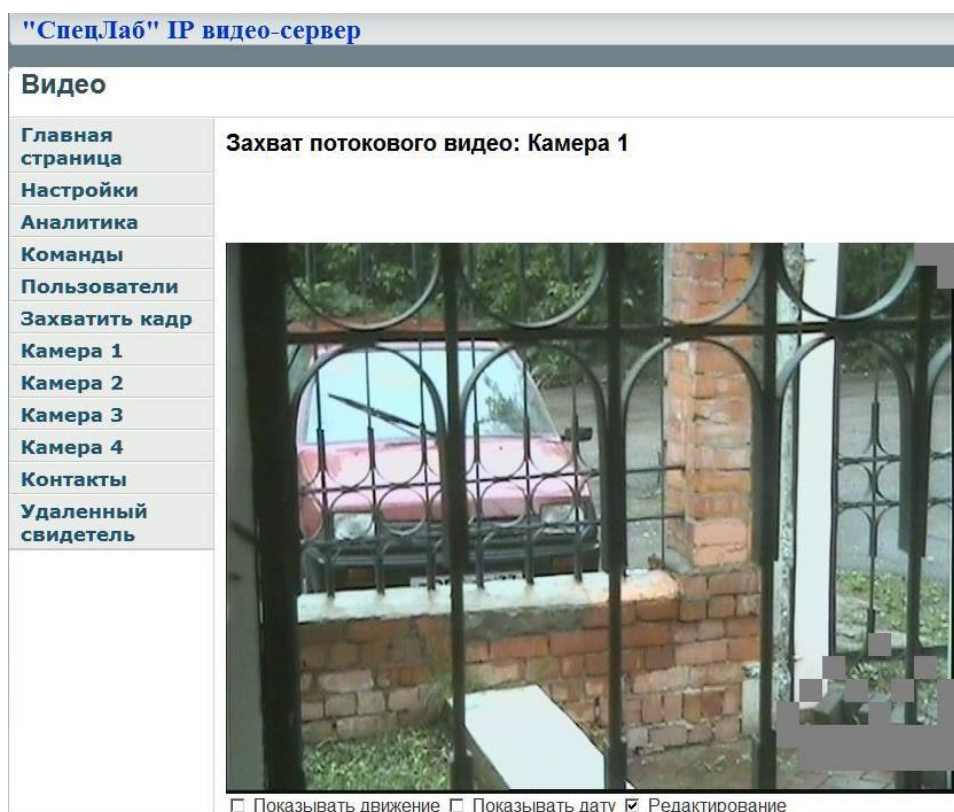 "СпецЛаб" IP видео-сервер
Видео
Главная
страница
Настройки
Аналитика
Команды
Пользователи
Захватить кадр
Камера 1
Камера 2
Камера 3
Камера 4
Контакты
Удаленный
свидетель
Захват потокового видео: Камера 1
Показывать движение Показывать дату Редактирование